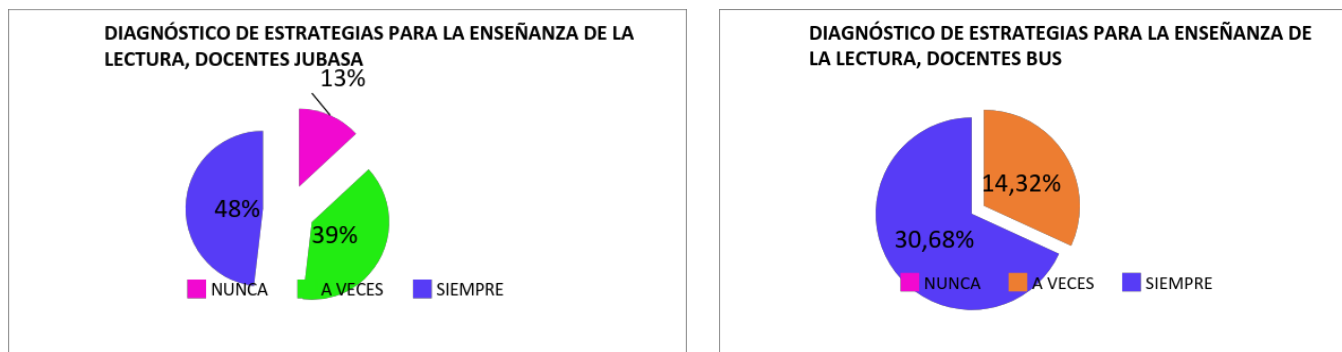 DIAGNÓSTICO DE ESTRATEGIAS PARA LA ENSEÑANZA DE LA
LECTURA, DOCENTES JUBASA
13%
48%
39%
NUNCA
A VECES
SIEMPRE
DIAGNÓSTICO DE ESTRATEGIAS PARA LA ENSEÑANZA DE
LA LECTURA, DOCENTES BUS
14,32%
30,68%
NUNCA
A VECES
SIEMPRE